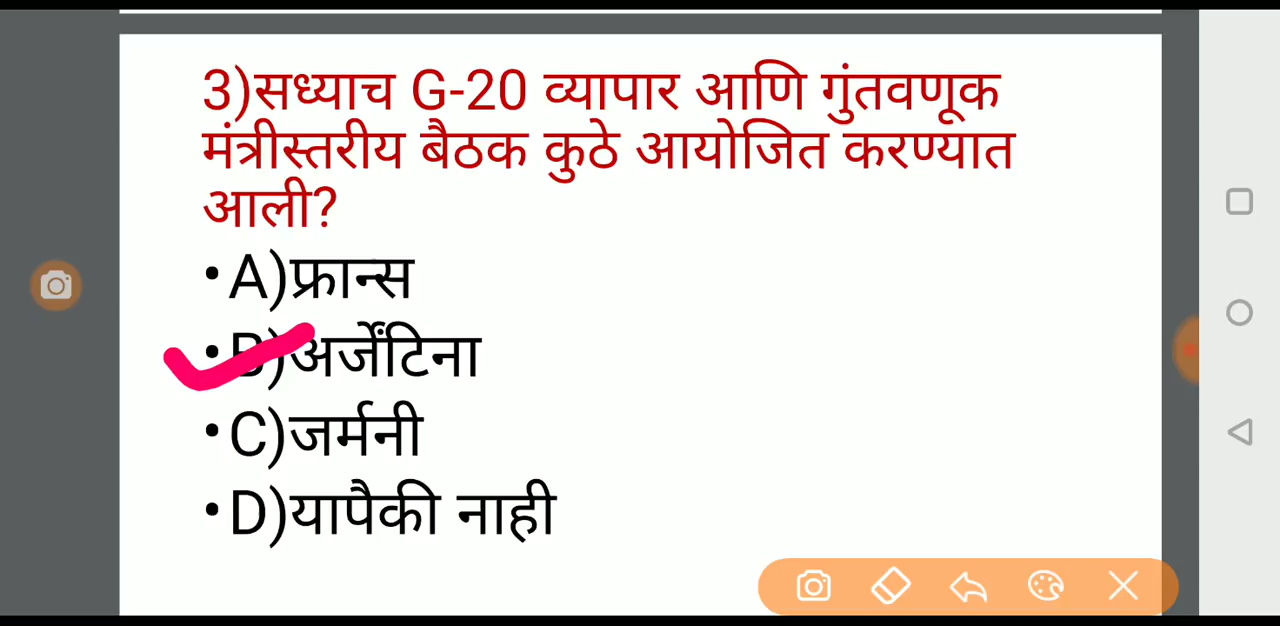 3)सध्याच G-20 व्यापार आणि गुंतवणूक
मंत्रीस्तरीय बैठक कुठे आयोजित करण्यात
आली?
•A)फ्रान्स
•B)अर्जेंटिना
•C)जर्मनी
•D)यापैकी नाही